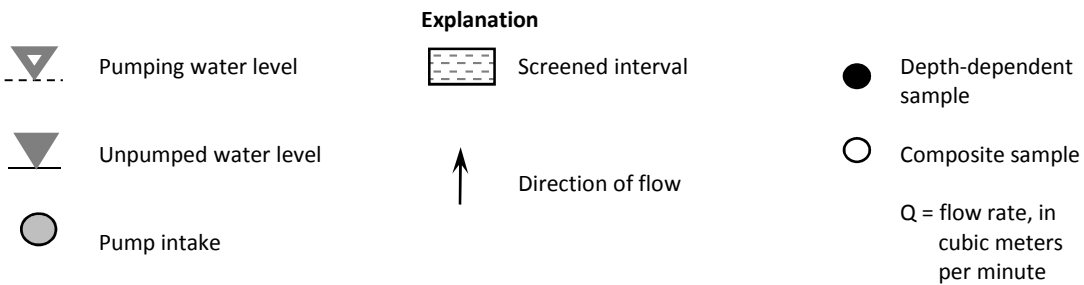 Explanation
Pumping water level
Unpumped water level
Pump intake
Screened interval
Direction of flow
Depth-dependent
sample
Composite sample
Q = flow rate, in
cubic meters
per minute